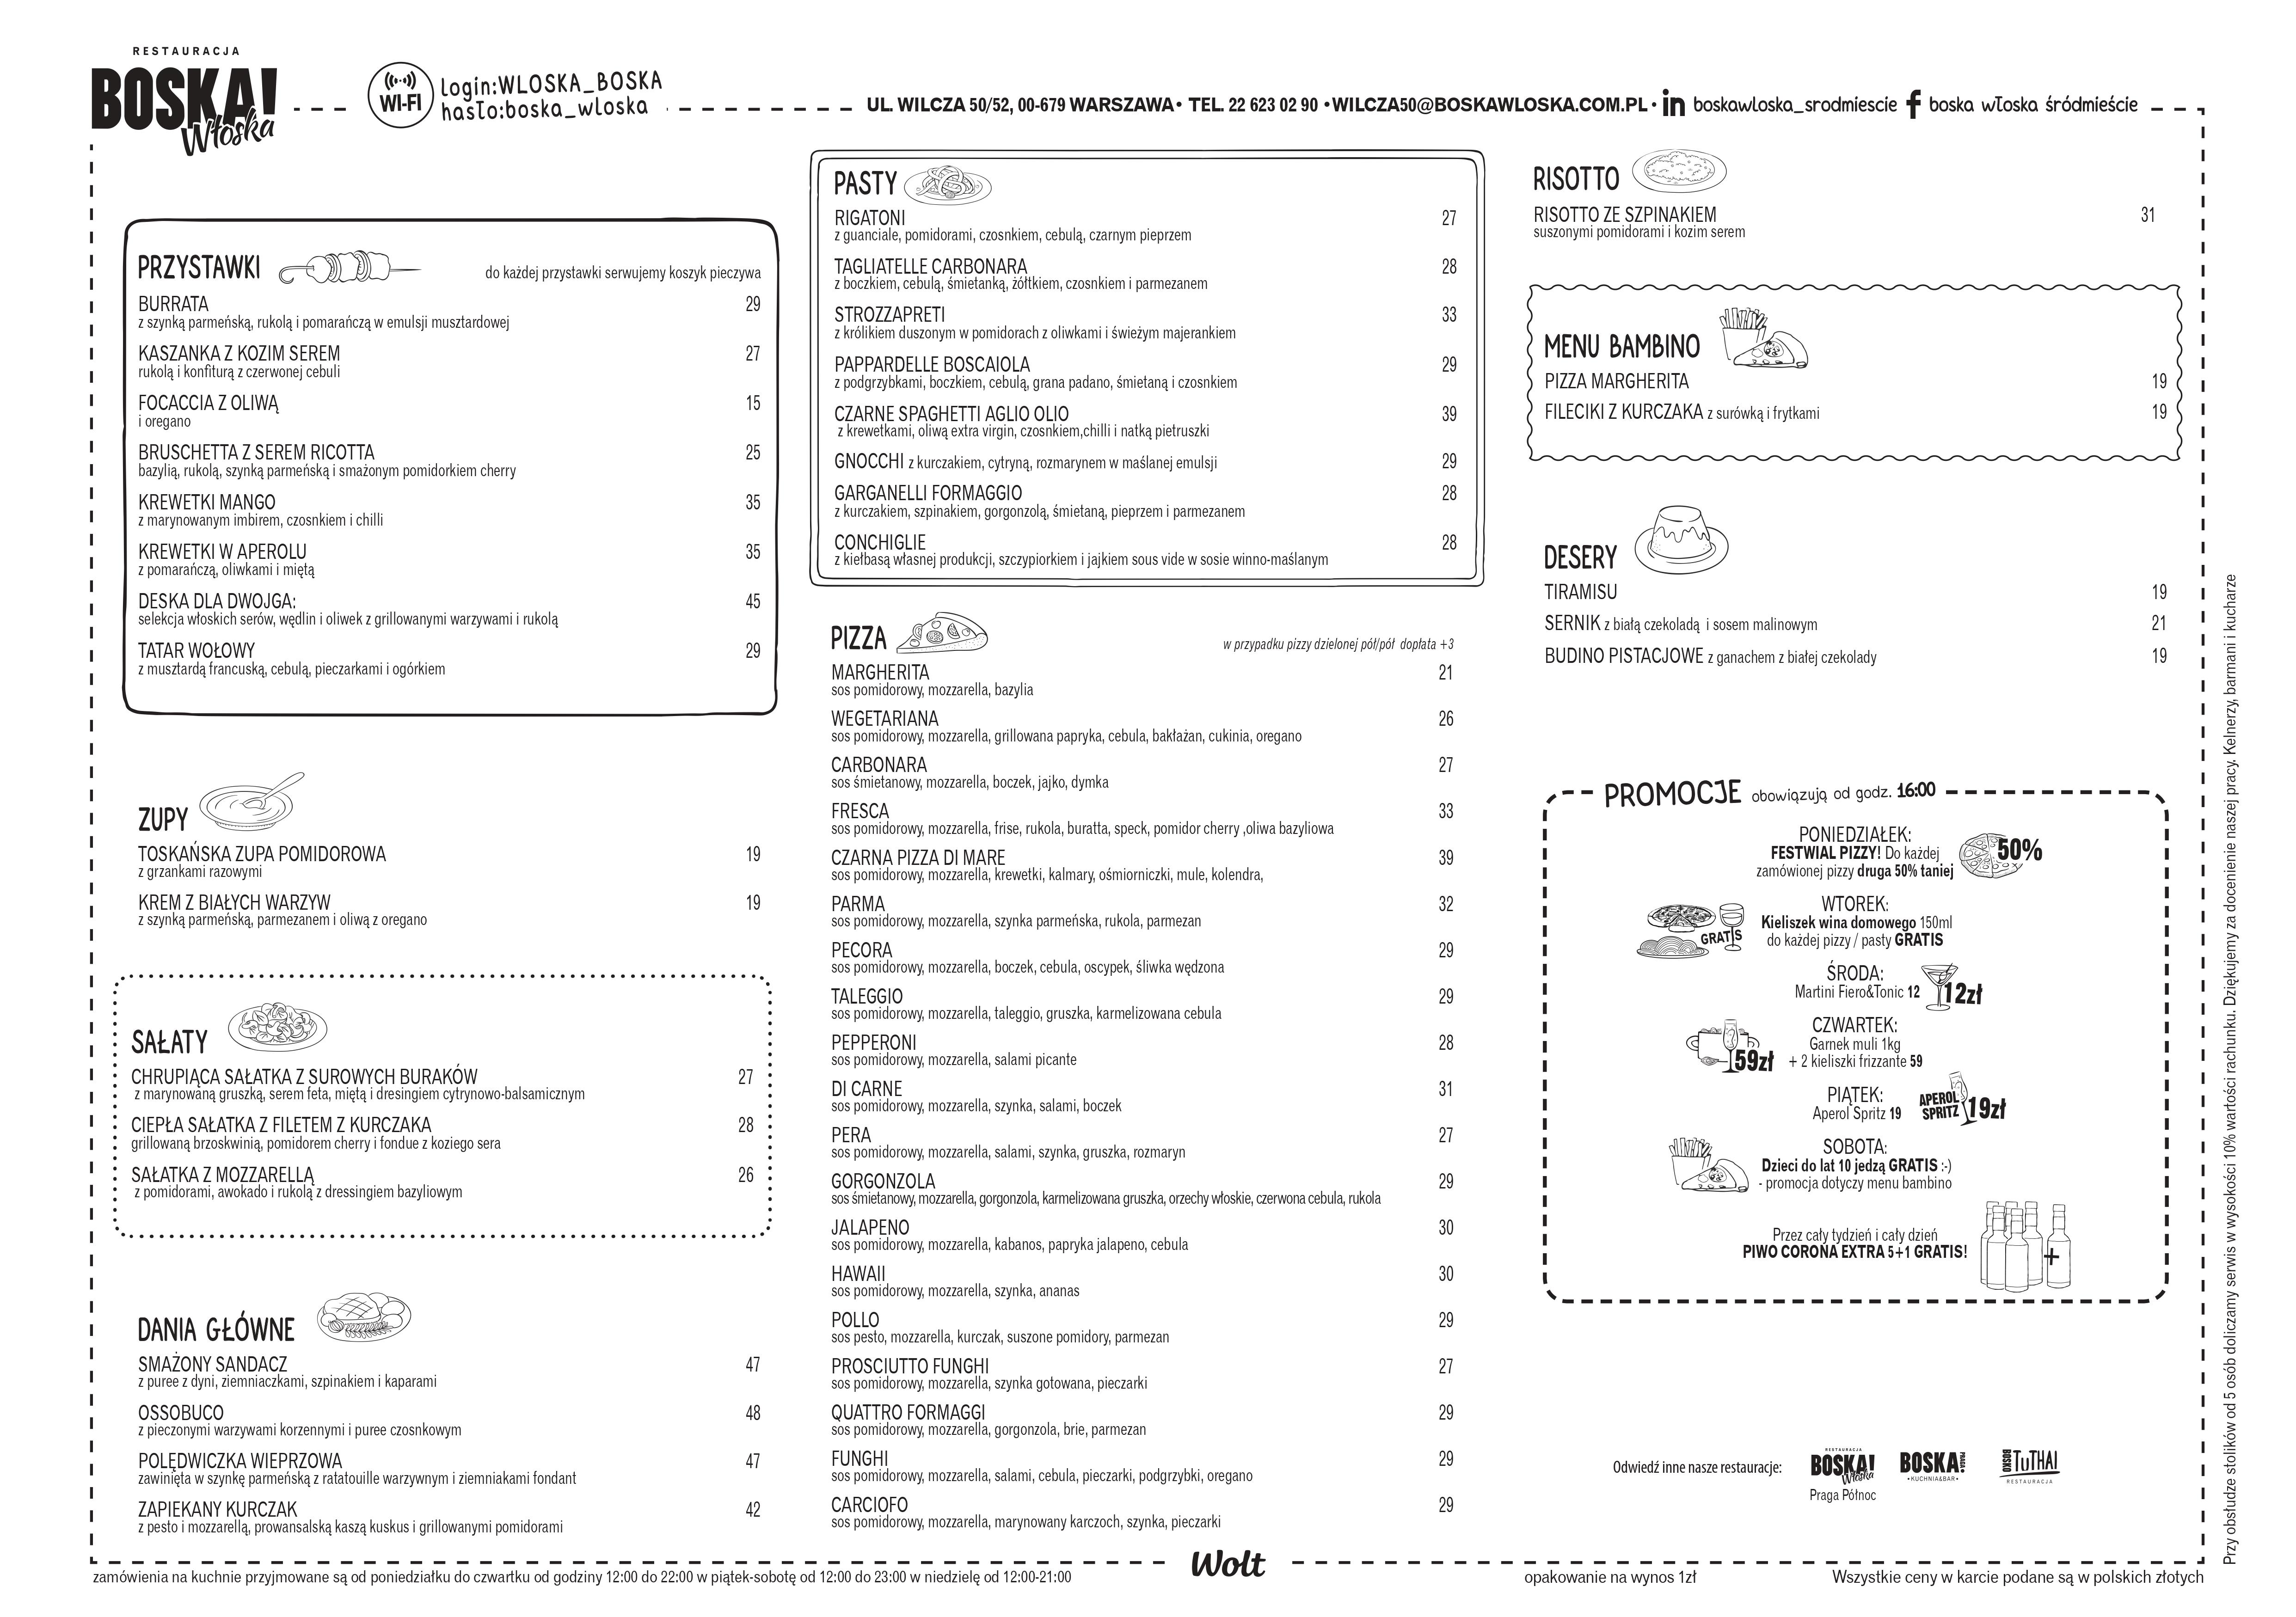 RESTAURACJA
BOSKA!
Włoska
WI-FI
login:WLOSKA_BOSKA
hasło:boska_wloska
UL. WILCZA 50/52, 00-679 WARSZAWA• TEL. 22 623 02 90 •WILCZA50@BOSKAWLOSKA.COM.PL• in boskawloska_srodmiescie f boska włoska śródmieście
PRZYSTAWKI
do każdej przystawki serwujemy koszyk pieczywa
BURRATA 29
z szynką parmeńską, rukolą i pomarańczą w emulsji musztardowej
KASZANKA Z KOZIM SEREM 27
rukolą i konfiturą z czerwonej cebuli
FOCACCIA Z OLIWĄ 15
i oregano
BRUSCHETTA Z SEREM RICOTTA 25
bazylią, rukolą, szynką parmeńską i smażonym pomidorkiem cherry
KREWETKI MANGO 35
z marynowanym imbirem, czosnkiem i chilli
KREWETKI W APEROLU 35
z pomarańczą, oliwkami i miętą
DESKA DLA DWOJGA: 45
selekcja włoskich serów, wędlin i oliwek z grillowanymi warzywami i rukolą
TATAR WOŁOWY 29
z musztardą francuską, cebulą, pieczarkami i ogórkiem
ZUPY
TOSKAŃSKA ZUPA POMIDOROWA 19
z grzankami razowymi
KREM Z BIAŁYCH WARZYW 19
z szynką parmeńską, parmezanem i oliwą z oregano
SAŁATY
CHRUPIĄCA SAŁATKA Z SUROWYCH BURAKÓW 27
z marynowaną gruszką, serem feta, miętą i dresingiem cytrynowo-balsamicznym
CIEPŁA SAŁATKA Z FILETEM Z KURCZAKA 28
grillowaną brzoskwinią, pomidorem cherry i fondue z koziego sera
SAŁATKA Z MOZZARELLĄ 26
z pomidorami, awokado i rukolą z dressingiem bazyliowym
DANIA GŁÓWNE
SMAŻONY SANDACZ 47
z puree z dyni, ziemniaczkami, szpinakiem i kaparami
OSSOBUCO 48
z pieczonymi warzywami korzennymi i puree czosnkowym
POLĘDWICZKA WIEPRZOWA 47
zawinięta w szynkę parmeńską z ratatouille warzywnym i ziemniakami fondant
ZAPIEKANY KURCZAK 42
z pesto i mozzarellą, prowansalską kaszą kuskus i grillowanymi pomidorami
PASTY
RIGATONI 27
z guanciale, pomidorami, czosnkiem, cebulą, czarnym pieprzem
TAGLIATELLE CARBONARA 28
z boczkiem, cebulą, śmietanką, żółtkiem, czosnkiem i parmezanem
STROZZAPRETI 33
z królikiem duszonym w pomidorach z oliwkami i świeżym majerankiem
PAPPARDELLE BOSCAIOLA 29
z podgrzybkami, boczkiem, cebulą, grana padano, śmietaną i czosnkiem
CZARNE SPAGHETTI AGLIO OLIO 39
z krewetkami, oliwą extra virgin, czosnkiem,chilli i natką pietruszki
GNOCCHI z kurczakiem, cytryną, rozmarynem w maślanej emulsji 29
GARGANELLI FORMAGGIO 28
z kurczakiem, szpinakiem, gorgonzolą, śmietaną, pieprzem i parmezanem
CONCHIGLIE 28
z kiełbasą własnej produkcji, szczypiorkiem i jajkiem sous vide w sosie winno-maślanym
PIZZA
w przypadku pizzy dzielonej pół/pół dopłata +3
MARGHERITA 21
sos pomidorowy, mozzarella, bazylia
WEGETARIANA 26
sos pomidorowy, mozzarella, grillowana papryka, cebula, bakłażan, cukinia, oregano
CARBONARA 27
sos śmietanowy, mozzarella, boczek, jajko, dymka
FRESCA 33
sos pomidorowy, mozzarella, frise, rukola, buratta, speck, pomidor cherry ,oliwa bazyliowa
CZARNA PIZZA DI MARE 39
sos pomidorowy, mozzarella, krewetki, kalmary, ośmiorniczki, mule, kolendra,
PARMA 32
sos pomidorowy, mozzarella, szynka parmeńska, rukola, parmezan
PECORA 29
sos pomidorowy, mozzarella, boczek, cebula, oscypek, śliwka wędzona
TALEGGIO 29
sos pomidorowy, mozzarella, taleggio, gruszka, karmelizowana cebula
PEPPERONI 28
sos pomidorowy, mozzarella, salami picante
DI CARNE 31
sos pomidorowy, mozzarella, szynka, salami, boczek
PERA 27
sos pomidorowy, mozzarella, salami, szynka, gruszka, rozmaryn
GORGONZOLA 29
sos śmietanowy, mozzarella, gorgonzola, karmelizowana gruszka, orzechy włoskie, czerwona cebula, rukola
JALAPENO 30
sos pomidorowy, mozzarella, kabanos, papryka jalapeno, cebula
HAWAII 30
sos pomidorowy, mozzarella, szynka, ananas
POLLO 29
sos pesto, mozzarella, kurczak, suszone pomidory, parmezan
PROSCIUTTO FUNGHI 27
sos pomidorowy, mozzarella, szynka gotowana, pieczarki
QUATTRO FORMAGGI 29
sos pomidorowy, mozzarella, gorgonzola, brie, parmezan
FUNGHI 29
sos pomidorowy, mozzarella, salami, cebula, pieczarki, podgrzybki, oregano
CARCIOFO 29
sos pomidorowy, mozzarella, marynowany karczoch, szynka, pieczarki
RISOTTO
RISOTTO ZE SZPINAKIEM 31
suszonymi pomidorami i kozim serem
MENU BAMBINO
PIZZA MARGHERITA 19
FILECIKI Z KURCZAKA z surówką i frytkami 19
DESERY
TIRAMISU 19
SERNIK z białą czekoladą i sosem malinowym 21
BUDINO PISTACJOWE z ganachem z białej czekolady 19
PROMOCJE obowiązują od godz. 16:00
PONIEDZIAŁEK:
FESTWIAL PIZZY! Do każdej
zamówionej pizzy druga 50% taniej
50%
WTOREK:
Kieliszek wina domowego 150ml
do każdej pizzy / pasty GRATIS
GRATIS
ŚRODA:
Martini Fiero&Tonic 12
12zł
CZWARTEK:
Garnek muli 1kg
+ 2 kieliszki frizzante 59
59zł
PIĄTEK:
Aperol Spritz 19
APEROL
SPRITZ 19zł
SOBOTA:
Dzieci do lat 10 jedzą GRATIS :-)
- promocja dotyczy menu bambino
Przez cały tydzień i cały dzień
PIWO CORONA EXTRA 5+1 GRATIS!
+
Odwiedź inne nasze restauracje:
RESTAURACJA
BOSKA!
Włoska
Praga Północ
BOSKA! PRAGA
•KUCHNIA&BAR•
BOSKO TuTHAI
RESTAURACJA
Przy obsłudze stolików od 5 osób doliczamy serwis w wysokości 10% wartości rachunku. Dziękujemy za docenienie naszej pracy. Kelnerzy, barmani i kucharze
Wolt
zamówienia na kuchnie przyjmowane są od poniedziałku do czwartku od godziny 12:00 do 22:00 w piątek-sobotę od 12:00 do 23:00 w niedzielę od 12:00-21:00
opakowanie na wynos 1zł
Wszystkie ceny w karcie podane są w polskich złotych